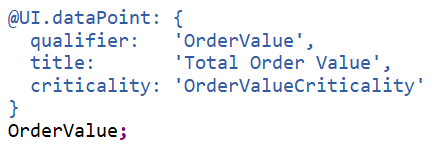 @UI.dataPoint: {
  qualifier:   'OrderValue',
  title:       'Total Order Value',
  criticality: 'OrderValueCriticality'
}
OrderValue;